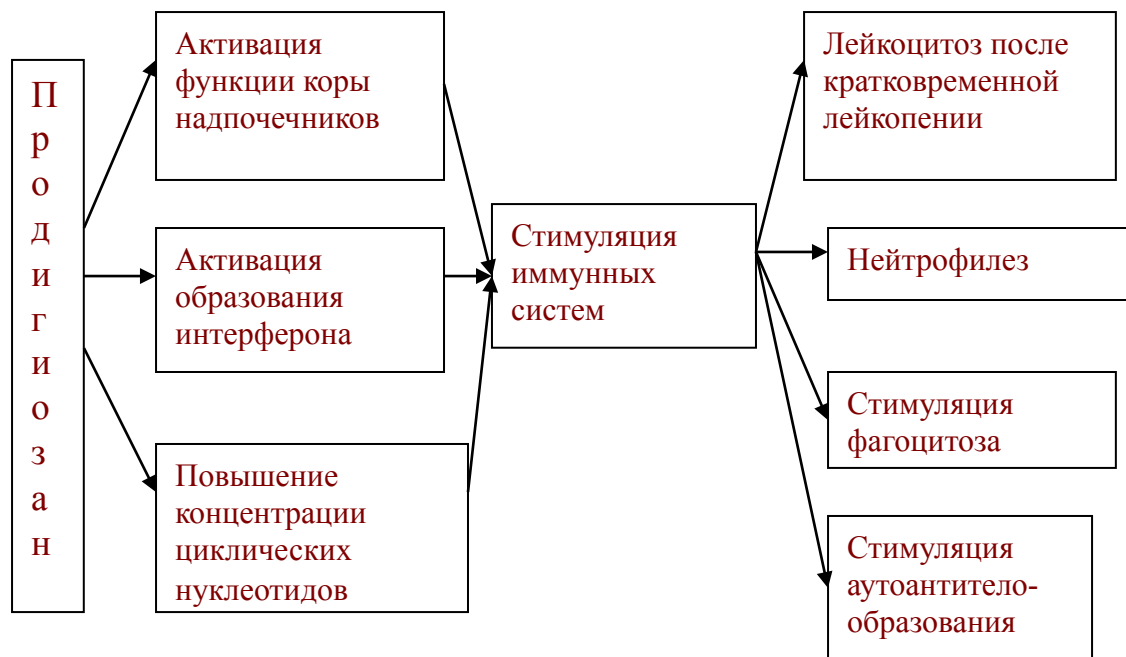 Продигиозан
Активация
функции коры
надпочечников
Активация
образования
интерферона
Повышение
концентрации
циклических
нуклеотидов
Стимуляция
иммунных
систем
Лейкоцитоз после
кратковременной
лейкопении
Нейтрофилез
Стимуляция
фагоцитоза
Стимуляция
аутоантитело-
образования